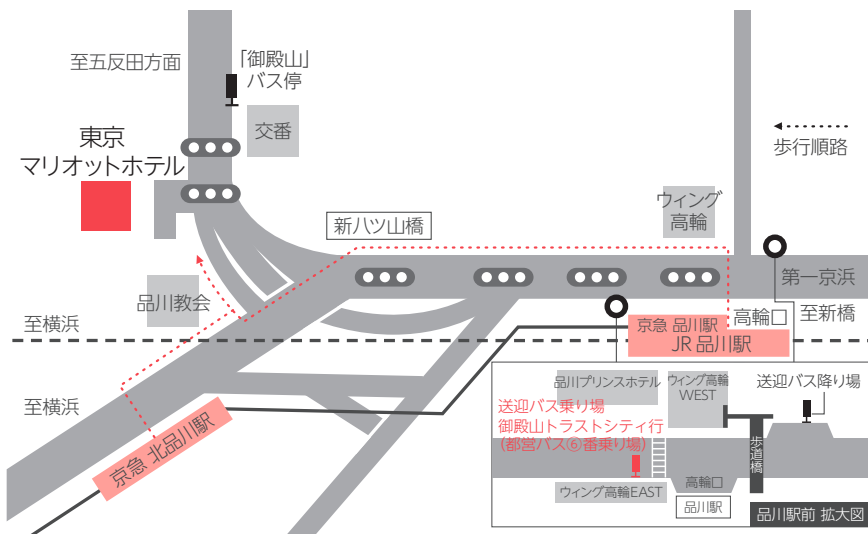 至五反田方面
「御殿山」
バス停
交番
東京
マリオットホテル
歩行順路
ウィング
高輪
新八ツ山橋
第一京浜
品川教会
至横浜
至新橋
高輪口
京急 品川駅
JR 品川駅
至横浜
京急 北品川駅
品川プリンスホテル
ウィング高輪
WEST
送迎バス降り場
送迎バス乗り場
御殿山トラストシティ行
(都営バス⑥番乗り場)
歩道橋
ウィング高輪EAST
高輪口
品川駅
品川駅前 拡大図